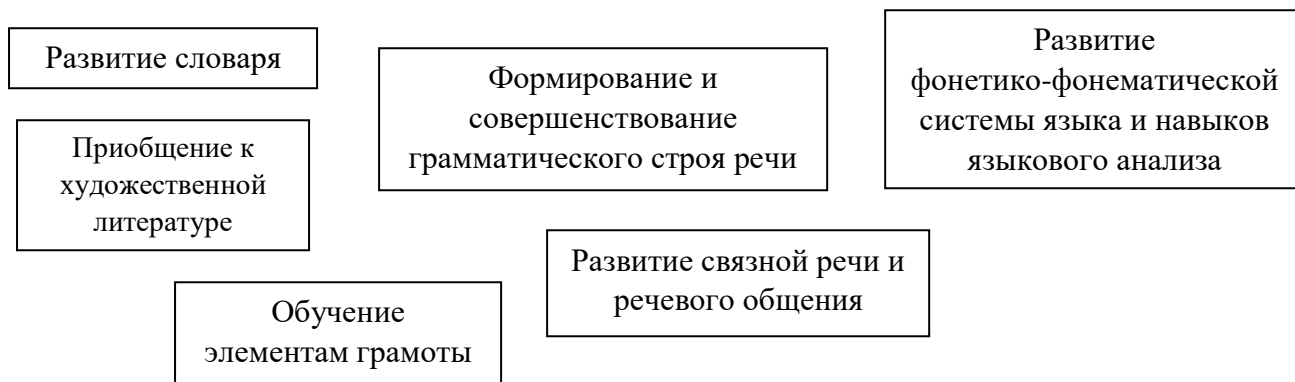 Развитие словаря
Приобщение к
художественной
литературе
Формирование и
совершенствование
грамматического строя речи
Развитие
фонетико-фонематической
системы языка и навыков
языкового анализа
Обучение
элементам грамоты
Развитие связной речи и
речевого общения